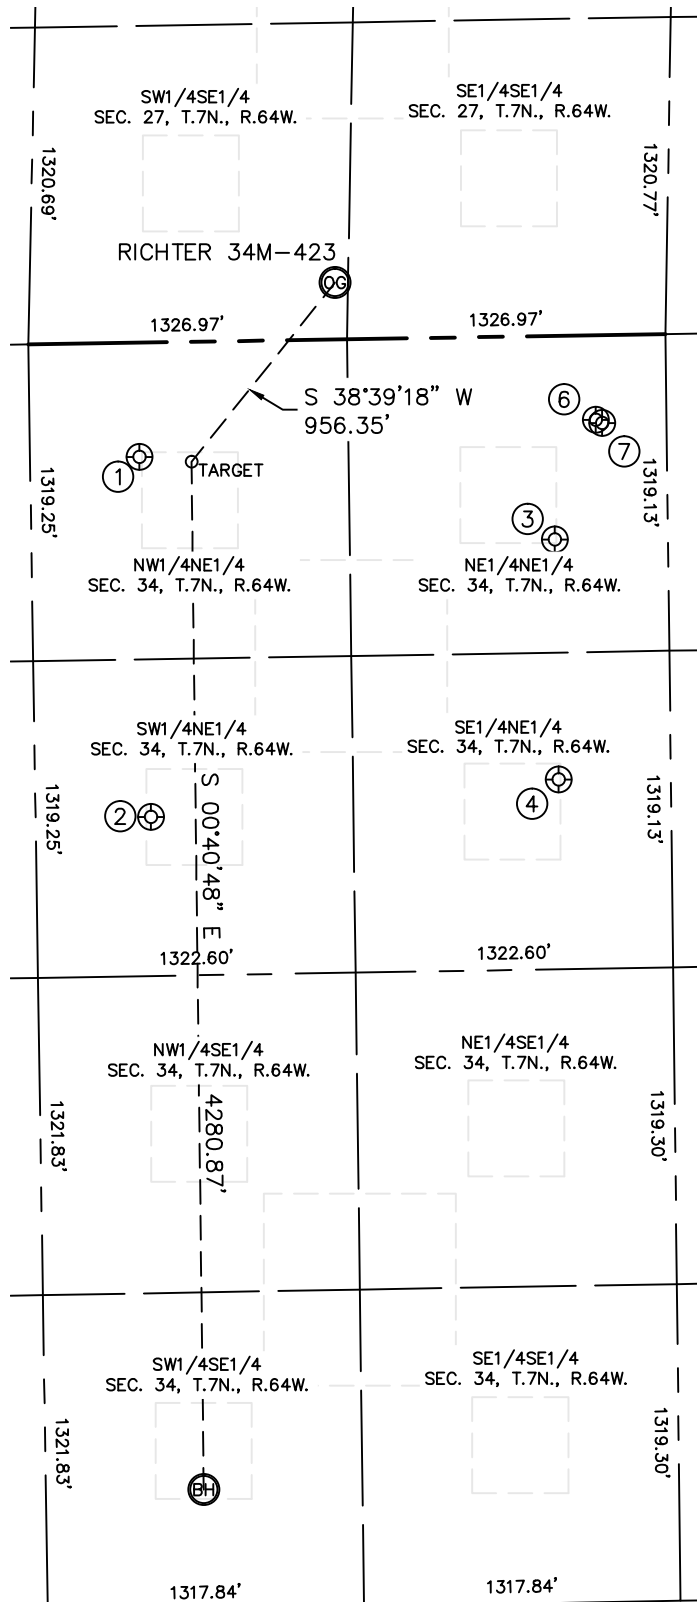 SW1/4SE1/4
SEC. 27, T.7N., R.64W.
SE1/4SE1/4
SEC. 27, T.7N., R.64W.
1320.69'
1320.77'
RICHTER 34M-423
OG
1326.97'
1326.97'
S 38°39'18" W
956.35'
6
7
1
TARGET
1319.25'
1319.13'
3
NW1/4NE1/4
SEC. 34, T.7N., R.64W.
NE1/4NE1/4
SEC. 34, T.7N., R.64W.
SW1/4NE1/4
SEC. 34, T.7N., R.64W.
SE1/4NE1/4
SEC. 34, T.7N., R.64W.
1319.25'
2
S 00°40'48" E
4
1319.13'
1322.60'
1322.60'
NW1/4SE1/4
SEC. 34, T.7N., R.64W.
NE1/4SE1/4
SEC. 34, T.7N., R.64W.
1321.83'
4280.87'
1319.30'
SW1/4SE1/4
SEC. 34, T.7N., R.64W.
SE1/4SE1/4
SEC. 34, T.7N., R.64W.
1321.83'
1319.30'
BH
1317.84'
1317.84'